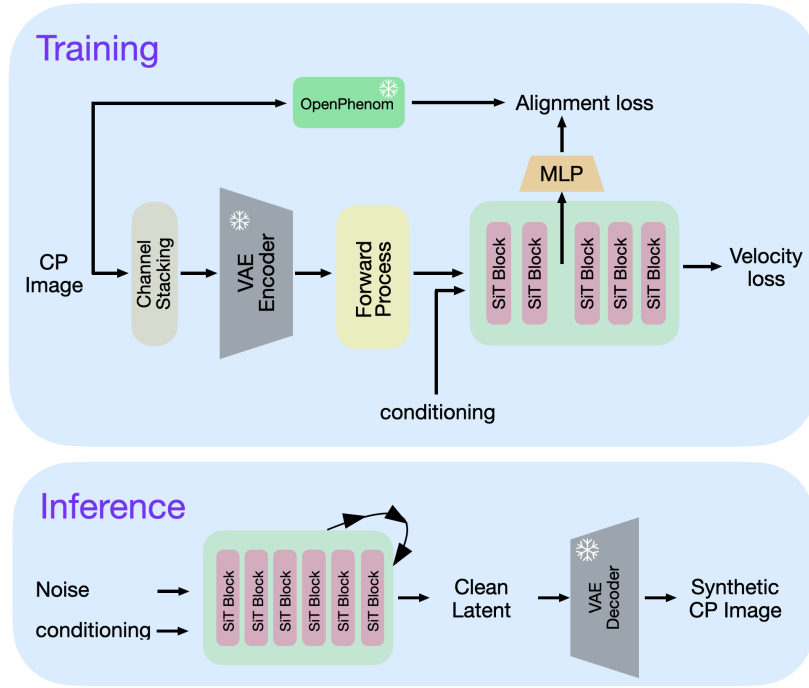 Training
OpenPhenom
Alignment loss
MLP
CP
Image
Channel
Stacking
VAE
Encoder
Forward
Process
SiT Block
SiT Block
SiT Block
SiT Block
SiT Block
Velocity
loss
conditioning
Inference
Noise
conditioning
SiT Block
SiT Block
SiT Block
SiT Block
SiT Block
SiT Block
Clean
Latent
VAE
Decoder
Synthetic
CP Image